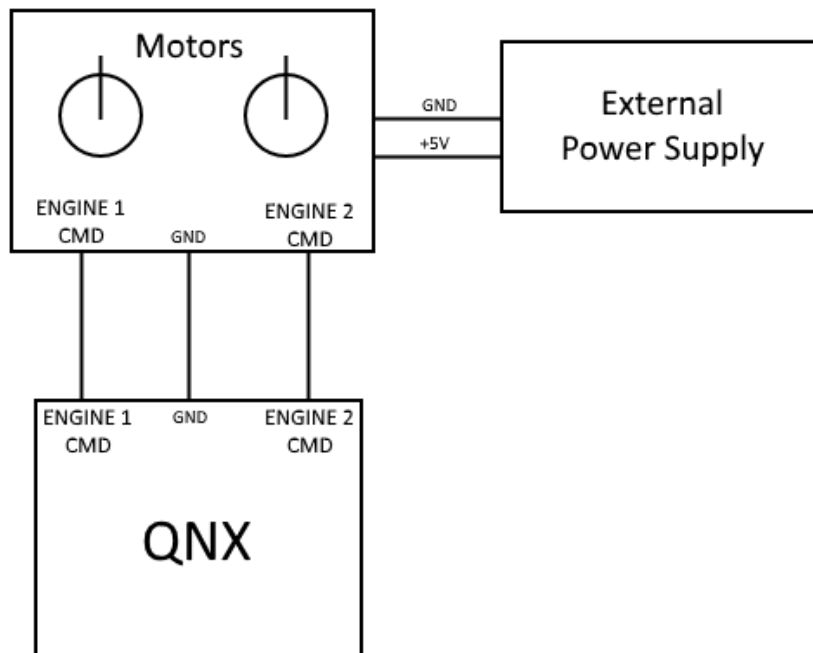 Motors
GND
+5V
External
Power Supply
ENGINE 1
CMD
GND
ENGINE 2
CMD
ENGINE 1
CMD
GND
ENGINE 2
CMD
QNX